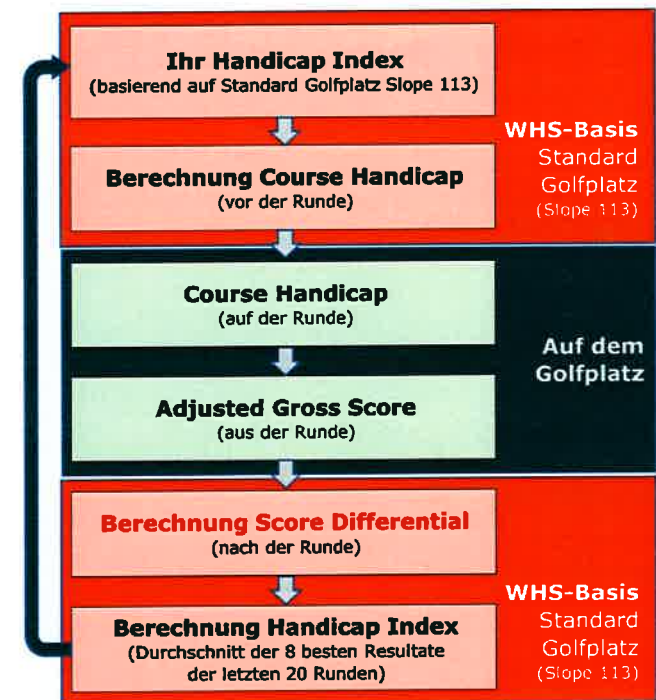 Ihr Handicap Index
(basierend auf Standard Golfplatz Slope 113)
WHS-Basis
Standard
Golfplatz
(Slope 113)
Berechnung Course Handicap
(vor der Runde)
Course Handicap
(auf der Runde)
Auf dem
Golfplatz
Adjusted Gross Score
(aus der Runde)
Berechnung Score Differential
(nach der Runde)
WHS-Basis
Standard
Golfplatz
(Slope 113)
Berechnung Handicap Index
(Durchschnitt der 8 besten Resultate
der letzten 20 Runden)